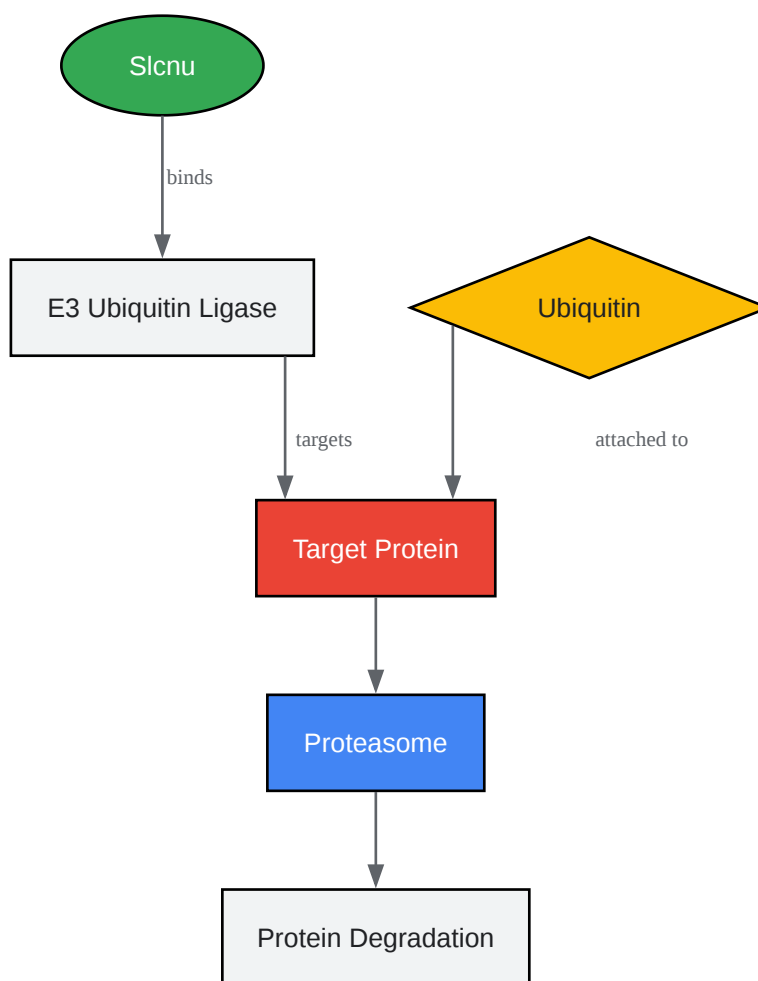 Slcnu
binds
E3 Ubiquitin Ligase
Ubiquitin
targets
attached to
Target Protein
Proteasome
Protein Degradation